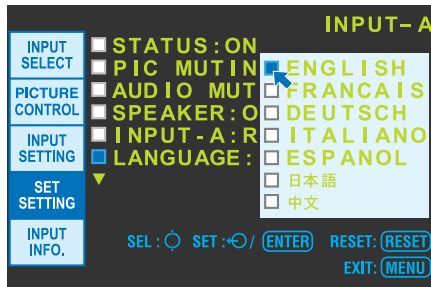 INPUT-A
INPUT
SELECT
PICTURE
CONTROL
INPUT
SETTING
SET
SETTING
INPUT
INFO.
STATUS:ON
PIC MUTIN
AUDIO MUT
SPEAKER:O
INPUT-A:R
LANGUAGE:
ENGLISH
FRANCAIS
DEUTSCH
ITALIANO
ESPANOL
日本語
中文
SEL: SET: / ENTER RESET: RESET
EXIT: MENU